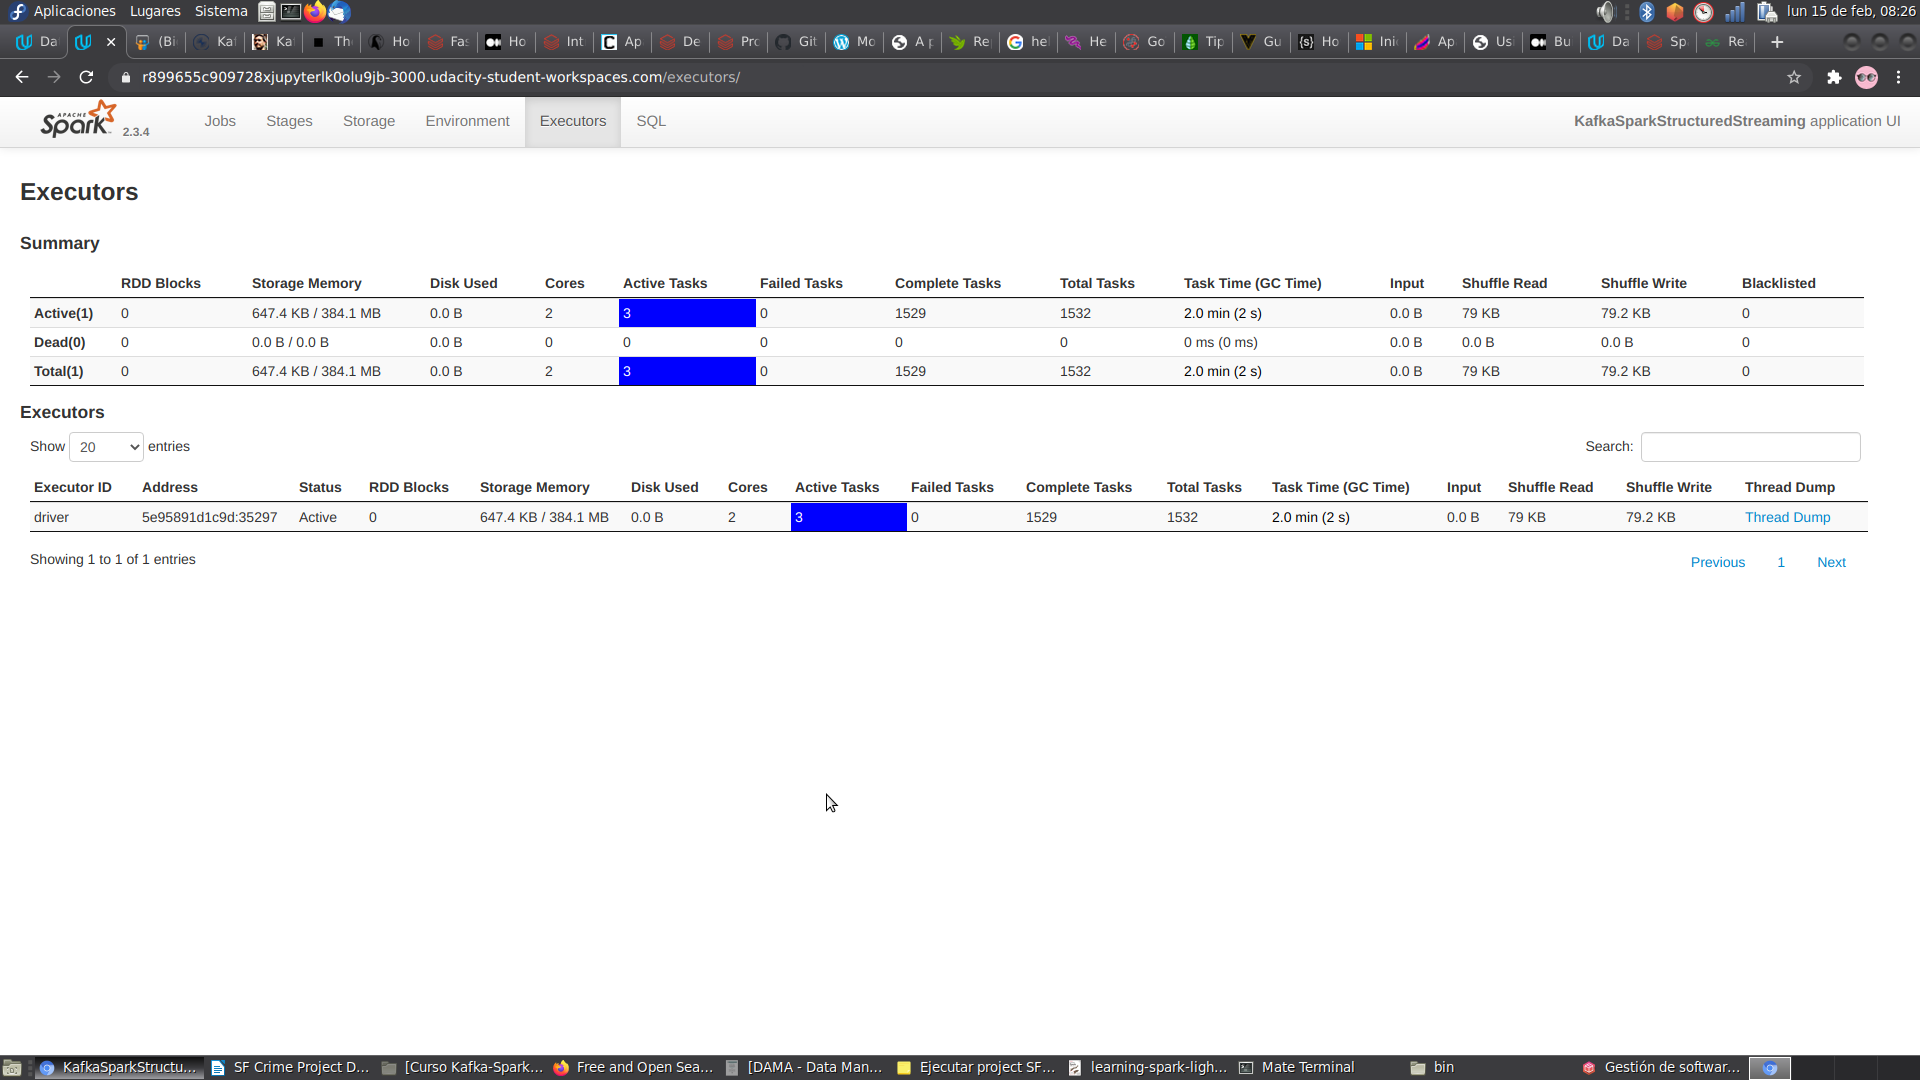 Aplicaciones Lugares Sistema lun 15 de feb, 08:26
Da (Bi Ka Ka Th Ho Fas Ho Int Ap De Pro Git Mo A p Re hel He Go Tip Gu Ho Ini Ap Usi Bu Da Sp Re
r899655c909728xjupyterlk0olu9jb-3000.udacity-student-workspaces.com/executors/
APACHE Spark 2.3.4 Jobs Stages Storage Environment Executors SQL KafkaSparkStructuredStreaming application UI
Executors
Summary
RDD Blocks Storage Memory Disk Used Cores Active Tasks Failed Tasks Complete Tasks Total Tasks Task Time (GC Time) Input Shuffle Read Shuffle Write Blacklisted
Active(1) 0 647.4 KB / 384.1 MB 0.0 B 2 3 0 1529 1532 2.0 min (2 s) 0.0 B 79 KB 79.2 KB 0
Dead(0) 0 0.0 B / 0.0 B 0.0 B 0 0 0 0 0 0 ms (0 ms) 0.0 B 0.0 B 0.0 B 0
Total(1) 0 647.4 KB / 384.1 MB 0.0 B 2 3 0 1529 1532 2.0 min (2 s) 0.0 B 79 KB 79.2 KB 0
Executors
Show 20 entries Search:
Executor ID Address Status RDD Blocks Storage Memory Disk Used Cores Active Tasks Failed Tasks Complete Tasks Total Tasks Task Time (GC Time) Input Shuffle Read Shuffle Write Thread Dump
driver 5e95891d1c9d:35297 Active 0 647.4 KB / 384.1 MB 0.0 B 2 3 0 1529 1532 2.0 min (2 s) 0.0 B 79 KB 79.2 KB Thread Dump
Showing 1 to 1 of 1 entries Previous 1 Next
KafkaSparkStructu... SF Crime Project D... [Curso Kafka-Spark... Free and Open Sea... [DAMA - Data Man... Ejecutar project SF... learning-spark-ligh... Mate Terminal bin Gestión de softwar...